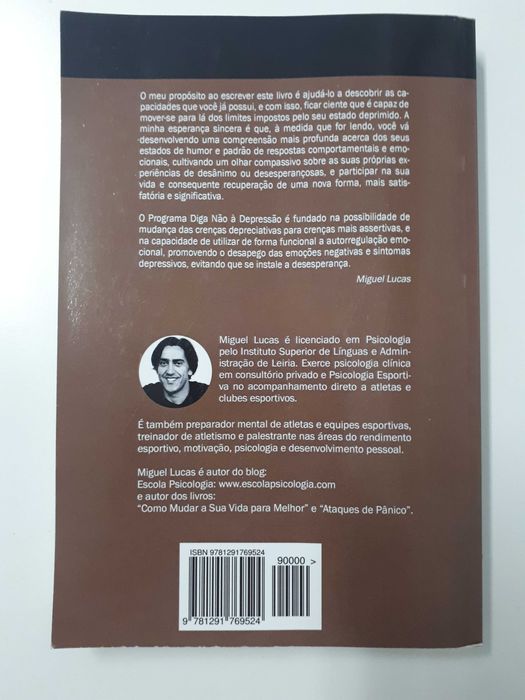 O meu propósito ao escrever este livro é ajudá-lo a descobrir as ca-
pacidades que você já possui, e com isso, ficar ciente que é capaz de
mover-se para lá dos limites impostos pelo seu estado deprimido. A
minha esperança sincera é que, à medida que for lendo, você vá
desenvolvendo uma compreensão mais profunda acerca dos seus
estados de humor e padrão de respostas comportamentais e emo-
cionais, cultivando um olhar compassivo sobre as suas próprias ex-
periências de desânimo ou desesperançosas, e participar na sua
vida e consequente recuperação de uma nova forma, mais satis-
fatória e significativa.
O Programa Diga Não à Depressão é fundado na possibilidade de
mudança das crenças depreciativas para crenças mais assertivas, e
na capacidade de utilizar de forma funcional a autorregulação emo-
cional, promovendo o desapego das emoções negativas e sintomas
depressivos, evitando que se instale a desesperança.
Miguel Lucas
Miguel Lucas é licenciado em Psicologia
pelo Instituto Superior de Línguas e Admin-
istração de Leiria. Exerce psicologia clínica
em consultório privado e Psicologia Esporti-
va no acompanhamento direto a atletas e
clubes esportivos.
É também preparador mental de atletas e equipes esportivas,
treinador de atletismo e palestrante nas áreas do rendimento
esportivo, motivação, psicologia e desenvolvimento pessoal.
Miguel Lucas é autor do blog:
Escola Psicologia: www.escolapsicologia.com
e autor dos livros:
“Como Mudar a Sua Vida para Melhor” e “Ataques de Pânico”.
ISBN 9781291769524
90000 >
9 781291 769524